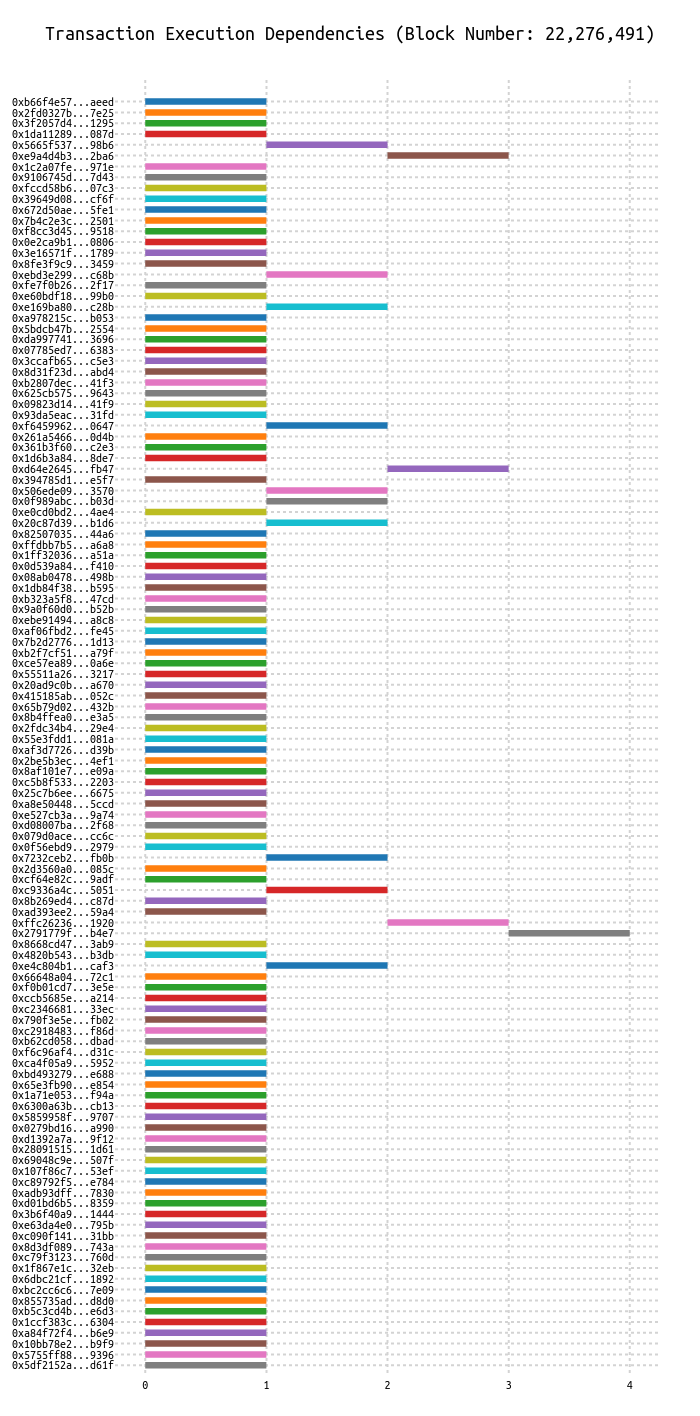 Transaction Execution Dependencies (Block Number: 22,276,491)
0xb66f4e57...aeed
0x2fd0327b...7e25
0x3f2057d4...1295
0x1da11289...087d
0x5665f537...98b6
0xe9a4d4b3...2ba6
0x1c2a07fe...971e
0x9106745d...7d43
0xfccd58b6...07c3
0x39649d08...cf6f
0x672d50ae...5fe1
0x7b4c2e3c...2501
0xf8cc3d45...9518
0x0e2ca9b1...0806
0x3e16571f...1789
0x8fe3f9c9...3459
0xebd3e299...c68b
0xfe7f0b26...2f17
0xe60bdf18...99b0
0xe169ba80...c28b
0xa978215c...b053
0x5bdcb47b...2554
0xda997741...3696
0x07785ed7...6383
0x3ccafb65...c5e3
0x8d31f23d...abd4
0xb2807dec...41f3
0x625cb575...9643
0x09823d14...41f9
0x93da5eac...31fd
0xf6459962...0647
0x261a5466...0d4b
0x361b3f60...c2e3
0x1d6b3a84...8de7
0xd64e2645...fb47
0x394785d1...e5f7
0x506ede09...3570
0x0f989abc...b03d
0xe0cd0bd2...4ae4
0x20c87d39...b1d6
0x82507035...44a6
0xffdbb7b5...a6a8
0x1ff32036...a51a
0x0d539a84...f410
0x08ab0478...498b
0x1db84f38...b595
0xb323a5f8...47cd
0x9a0f60d0...b52b
0xebe91494...a8c8
0xaf06fbd2...fe45
0x7b2d2776...1d13
0xb2f7cf51...a79f
0xce57ea89...0a6e
0x55511a26...3217
0x20ad9c0b...a670
0x415185ab...052c
0x65b79d02...432b
0x8b4ffea0...e3a5
0x2fdc34b4...29e4
0x55e3fdd1...081a
0xaf3d7726...d39b
0x2be5b3ec...4ef1
0x8af101e7...e09a
0xc5b8f533...2203
0x25c7b6ee...6675
0xa8e50448...5ccd
0xe527cb3a...9a74
0xd08007ba...2f68
0x079d0ace...cc6c
0x0f56ebd9...2979
0x7232ceb2...fb0b
0x2d3560a0...085c
0xcf64e82c...9adf
0xc9336a4c...5051
0x8b269ed4...c87d
0xad393ee2...59a4
0xffc26236...1920
0x2791779f...b4e7
0x8668cd47...3ab9
0x4820b543...b3db
0xe4c804b1...caf3
0x66648a04...72c1
0xf0b01cd7...3e5e
0xccb5685e...a214
0xc2346681...33ec
0x790f3e5e...fb02
0xc2918483...f86d
0xb62cd058...dbad
0xf6c96af4...d31c
0xca4f05a9...5952
0xbd493279...e688
0x65e3fb90...e854
0x1a71e053...f94a
0x6300a63b...cb13
0x5859958f...9707
0x0279bd16...a990
0xd1392a7a...9f12
0x28091515...1d61
0x69048c9e...507f
0x107f86c7...53ef
0xc89792f5...e784
0xadb93dff...7830
0xd01bd6b5...8359
0x3b6f40a9...1444
0xe63da4e0...795b
0xc090f141...31bb
0x8d3df089...743a
0xc79f3123...760d
0x1f867e1c...32eb
0x6dbc21cf...1892
0xbc2cc6c6...7e09
0x855735ad...d8d0
0xb5c3cd4b...e6d3
0x1ccf383c...6304
0xa84f72f4...b6e9
0x10bb78e2...b9f9
0x5755ff88...9396
0x5df2152a...d61f
0 1 2 3 4